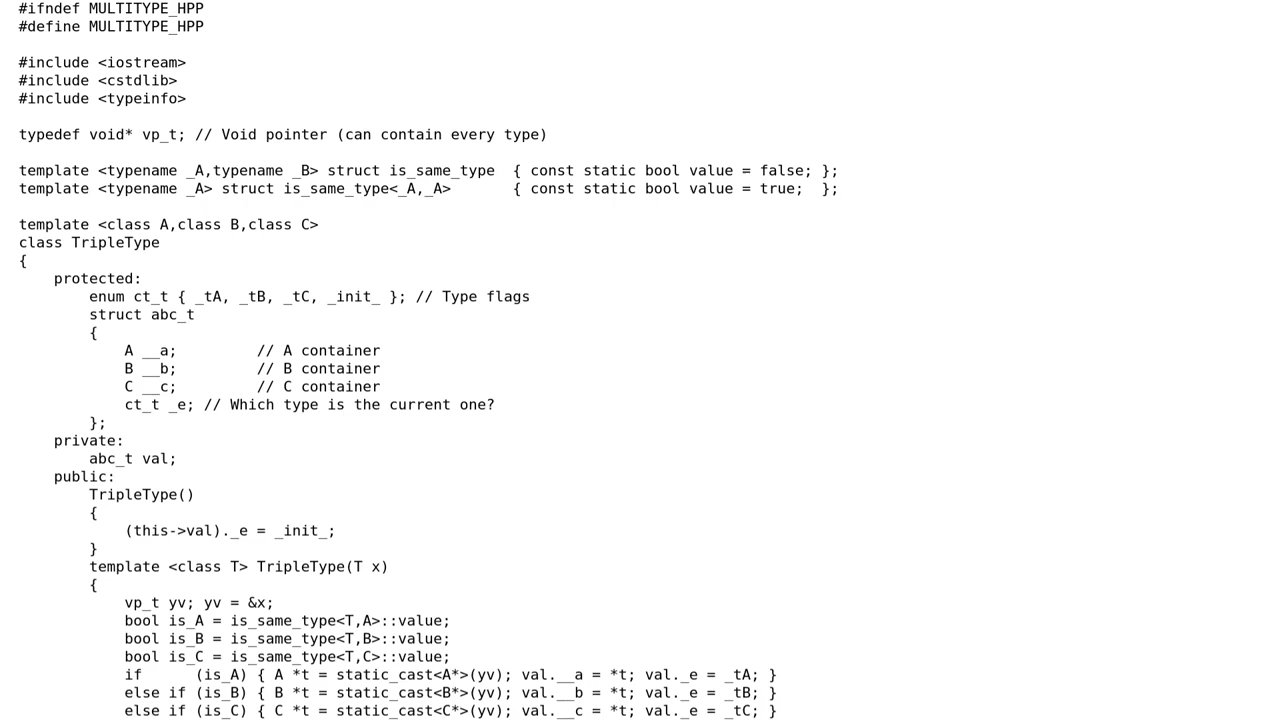 #ifndef MULTITYPE_HPP
#define MULTITYPE_HPP

#include <iostream>
#include <cstdlib>
#include <typeinfo>

typedef void* vp_t; // Void pointer (can contain every type)

template <typename _A,typename _B> struct is_same_type  { const static bool value = false; };
template <typename _A> struct is_same_type<_A,_A>       { const static bool value = true;  };

template <class A,class B,class C>
class TripleType
{
    protected:
        enum ct_t { _tA, _tB, _tC, _init_ }; // Type flags
        struct abc_t
        {
            A __a;         // A container
            B __b;         // B container
            C __c;         // C container
            ct_t _e; // Which type is the current one?
        };
    private:
        abc_t val;
    public:
        TripleType()
        {
            (this->val)._e = _init_;
        }
        template <class T> TripleType(T x)
        {
            vp_t yv; yv = &x;
            bool is_A = is_same_type<T,A>::value;
            bool is_B = is_same_type<T,B>::value;
            bool is_C = is_same_type<T,C>::value;
            if      (is_A) { A *t = static_cast<A*>(yv); val.__a = *t; val._e = _tA; }
            else if (is_B) { B *t = static_cast<B*>(yv); val.__b = *t; val._e = _tB; }
            else if (is_C) { C *t = static_cast<C*>(yv); val.__c = *t; val._e = _tC; }